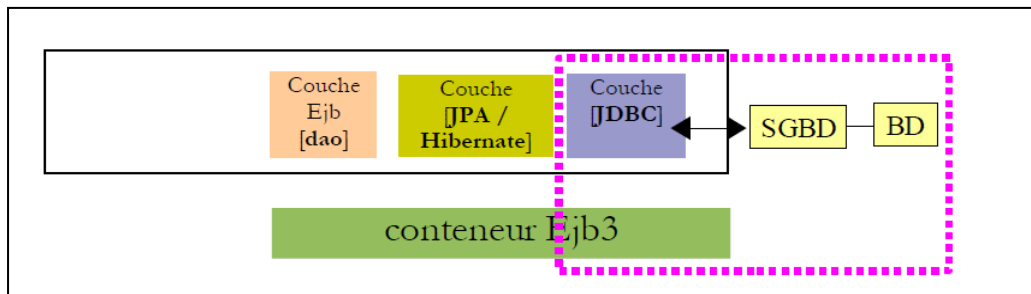 Couche
Ejb
[dao]
Couche
[JPA /
Hibernate]
Couche
[JDBC]
SGBD
BD
conteneur Ejb3